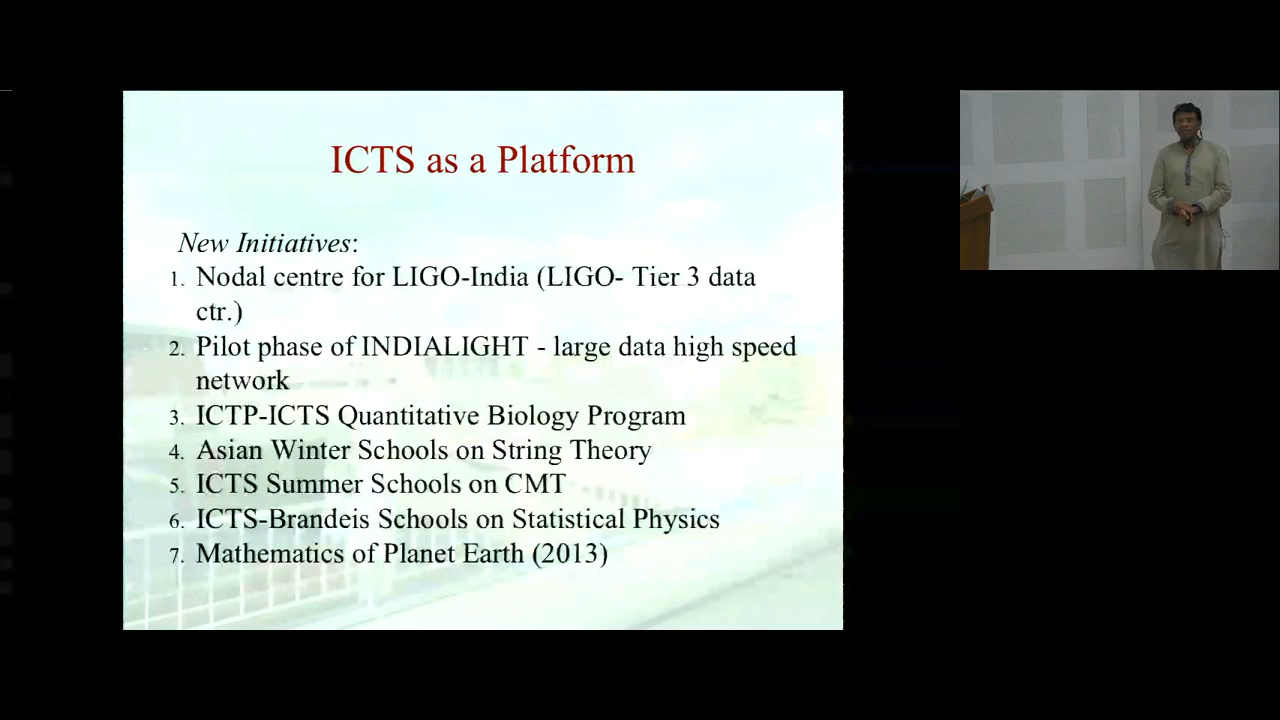 ICTS as a Platform
New Initiatives:
1. Nodal centre for LIGO-India (LIGO- Tier 3 data
ctr.)
2. Pilot phase of INDIALIGHT - large data high speed
network
3. ICTP-ICTS Quantitative Biology Program
4. Asian Winter Schools on String Theory
5. ICTS Summer Schools on CMT
6. ICTS-Brandeis Schools on Statistical Physics
7. Mathematics of Planet Earth (2013)